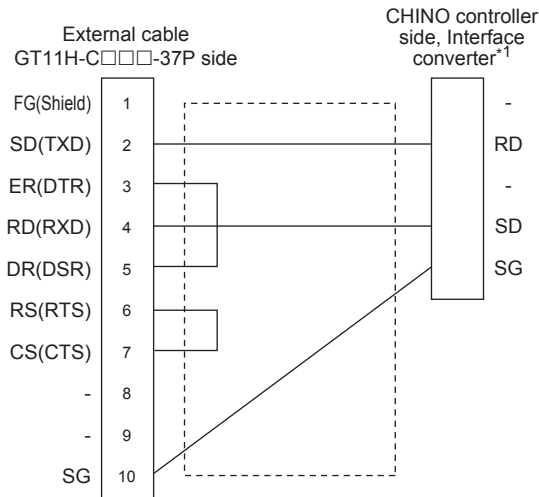 External cable
GT11H-C□□□-37P side
CHINO controller
side, Interface
converter*1
FG(Shield) 1 -
SD(TXD) 2 RD
ER(DTR) 3 -
RD(RXD) 4 SD
DR(DSR) 5 SG
RS(RTS) 6
CS(CTS) 7
- 8
- 9
SG 10